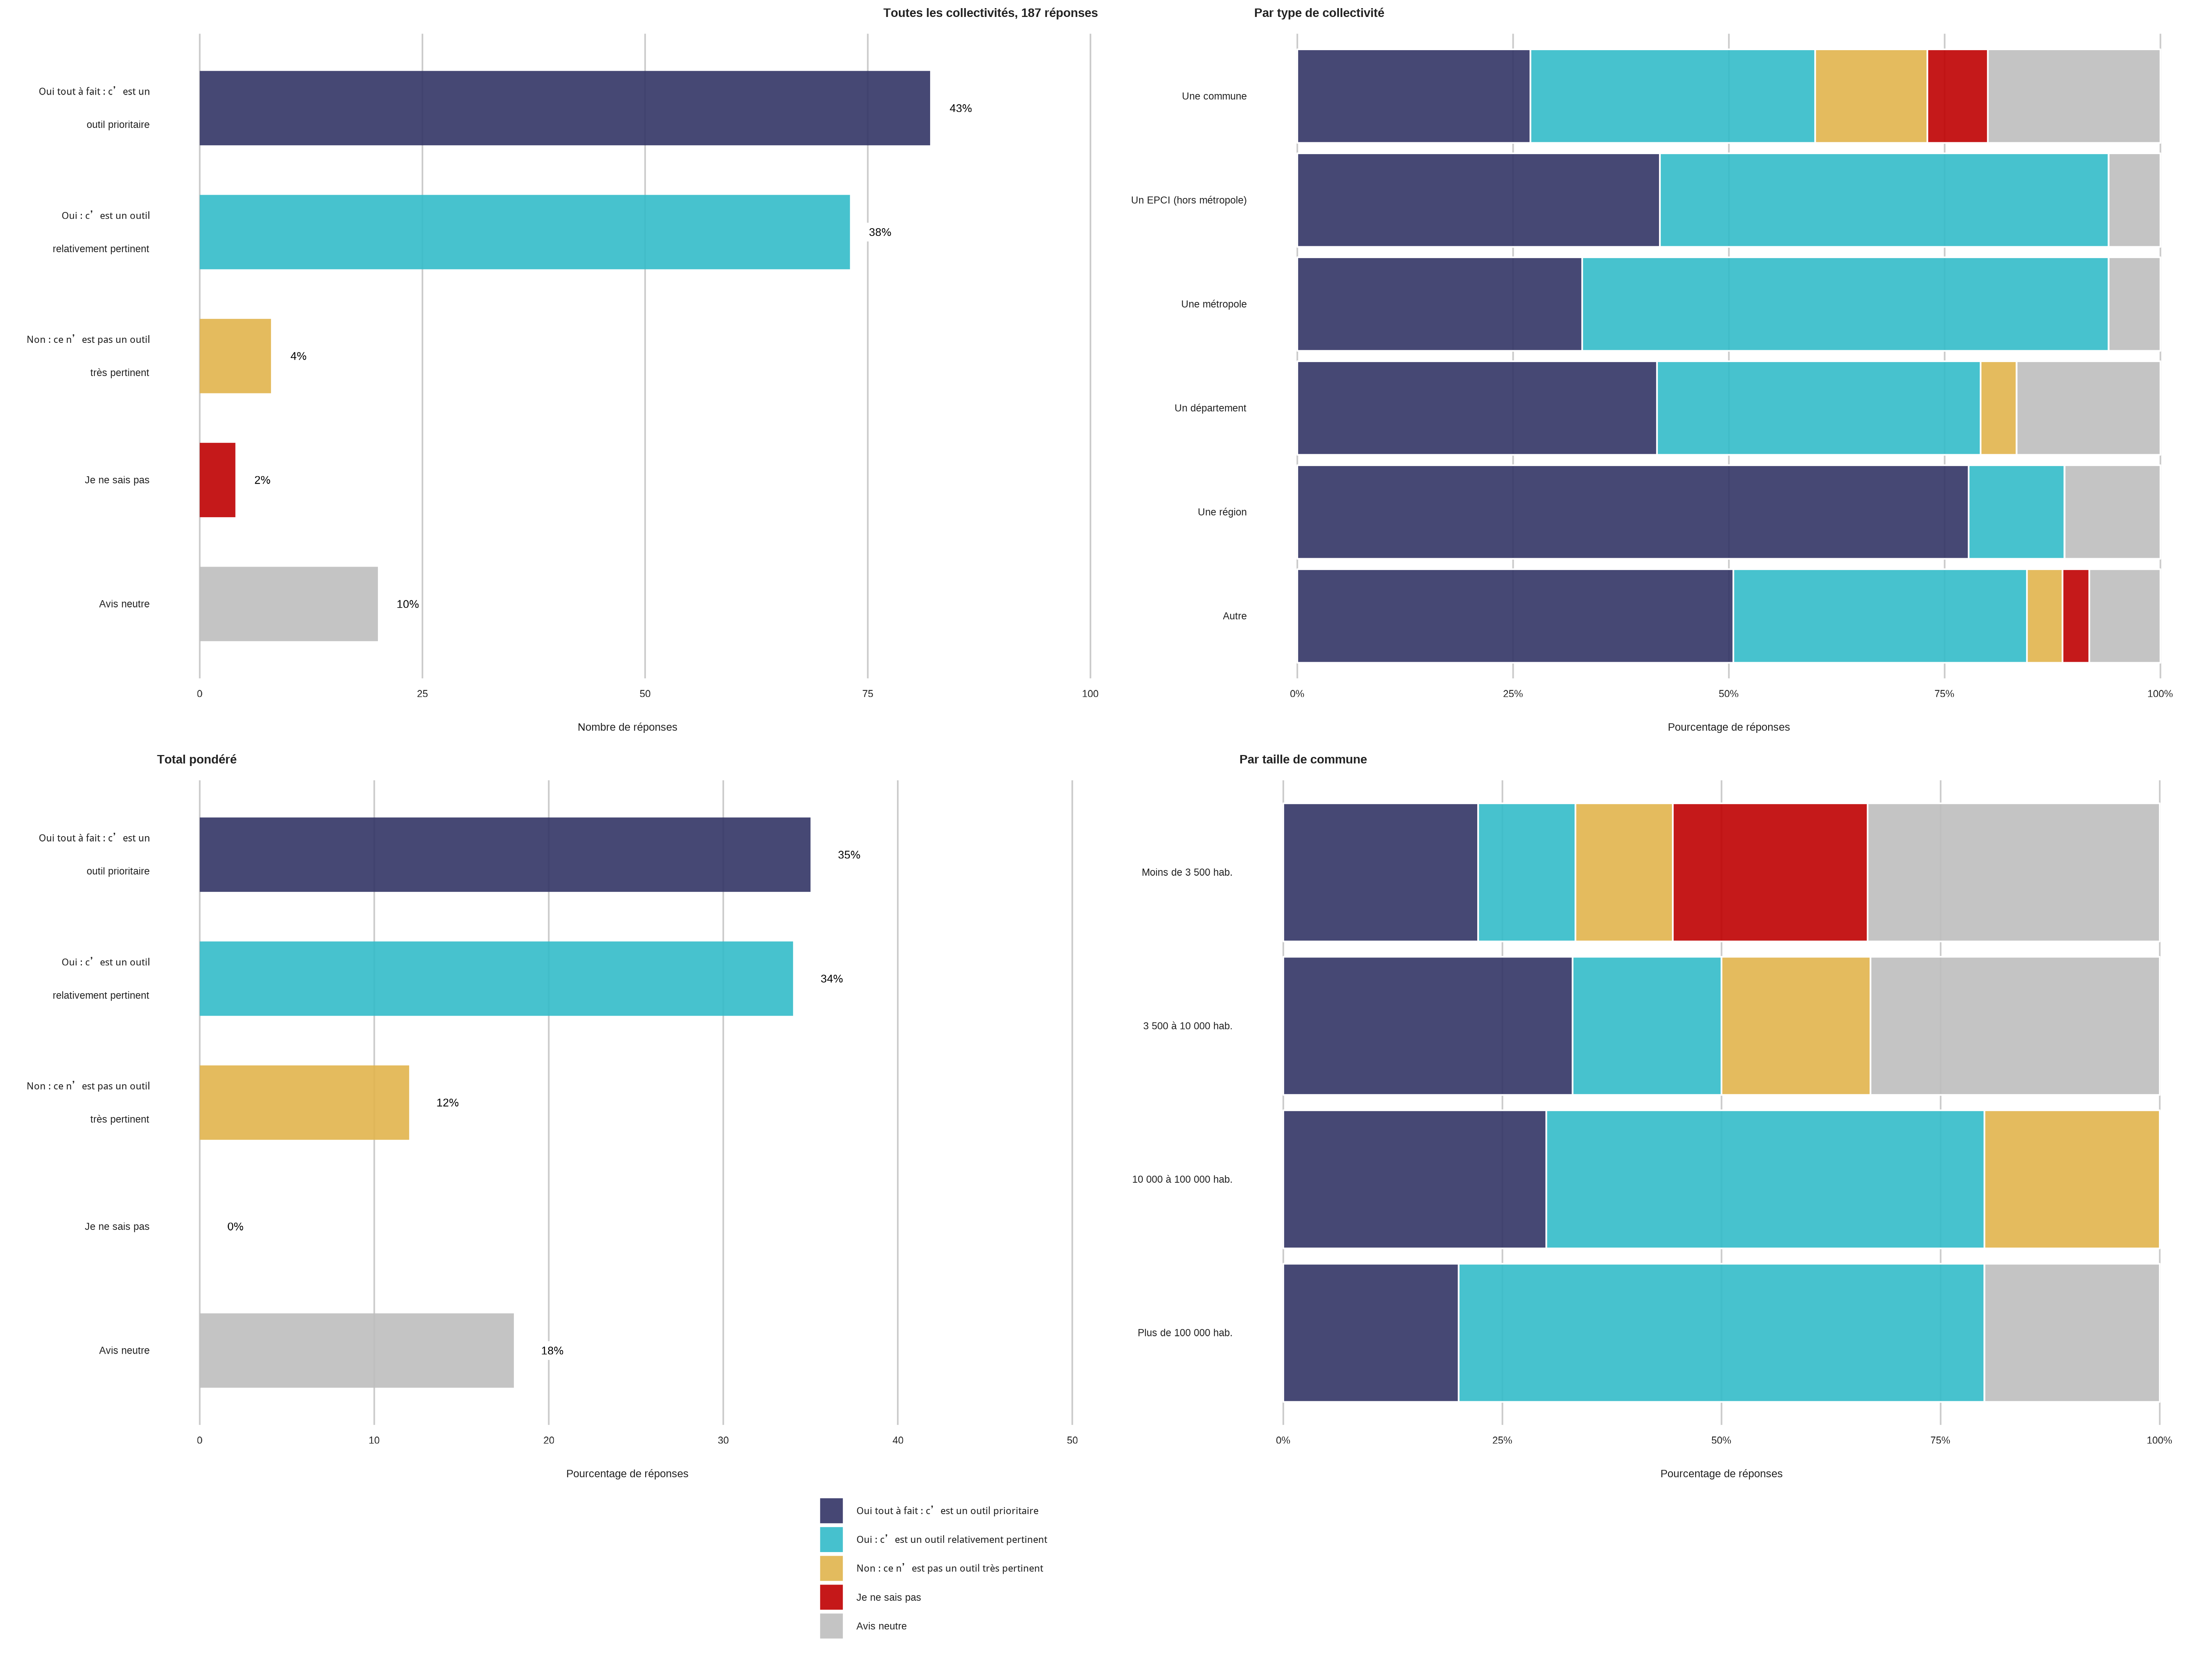 Toutes les collectivités, 187 réponses
Oui tout à fait : c’est un
outil prioritaire
43%
Oui : c’est un outil
relativement pertinent
38%
Non : ce n’est pas un outil
très pertinent
4%
Je ne sais pas
2%
Avis neutre
10%
0 25 50 75 100
Nombre de réponses
Par type de collectivité
Une commune
Un EPCI (hors métropole)
Une métropole
Un département
Une région
Autre
0% 25% 50% 75% 100%
Pourcentage de réponses
Total pondéré
Oui tout à fait : c’est un
outil prioritaire
35%
Oui : c’est un outil
relativement pertinent
34%
Non : ce n’est pas un outil
très pertinent
12%
Je ne sais pas
0%
Avis neutre
18%
0 10 20 30 40 50
Pourcentage de réponses
Par taille de commune
Moins de 3 500 hab.
3 500 à 10 000 hab.
10 000 à 100 000 hab.
Plus de 100 000 hab.
0% 25% 50% 75% 100%
Pourcentage de réponses
Oui tout à fait : c’est un outil prioritaire
Oui : c’est un outil relativement pertinent
Non : ce n’est pas un outil très pertinent
Je ne sais pas
Avis neutre